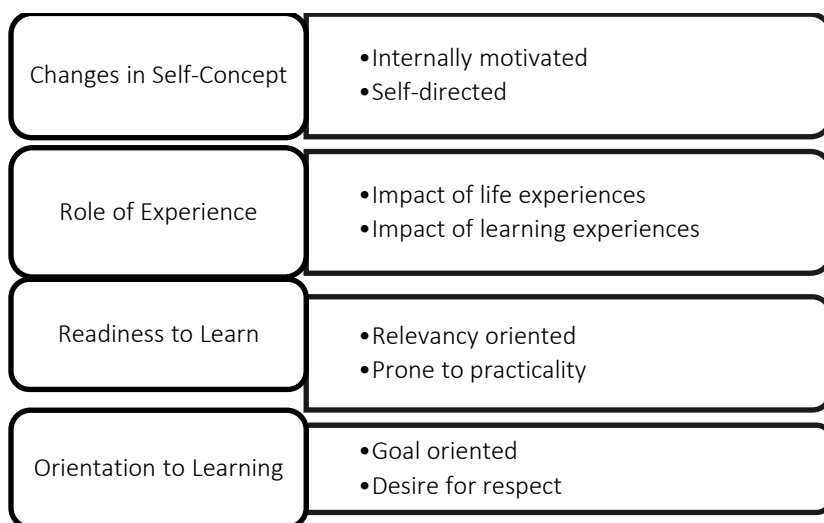 Changes in Self-Concept
•Internally motivated
•Self-directed
Role of Experience
•Impact of life experiences
•Impact of learning experiences
Readiness to Learn
•Relevancy oriented
•Prone to practicality
Orientation to Learning
•Goal oriented
•Desire for respect